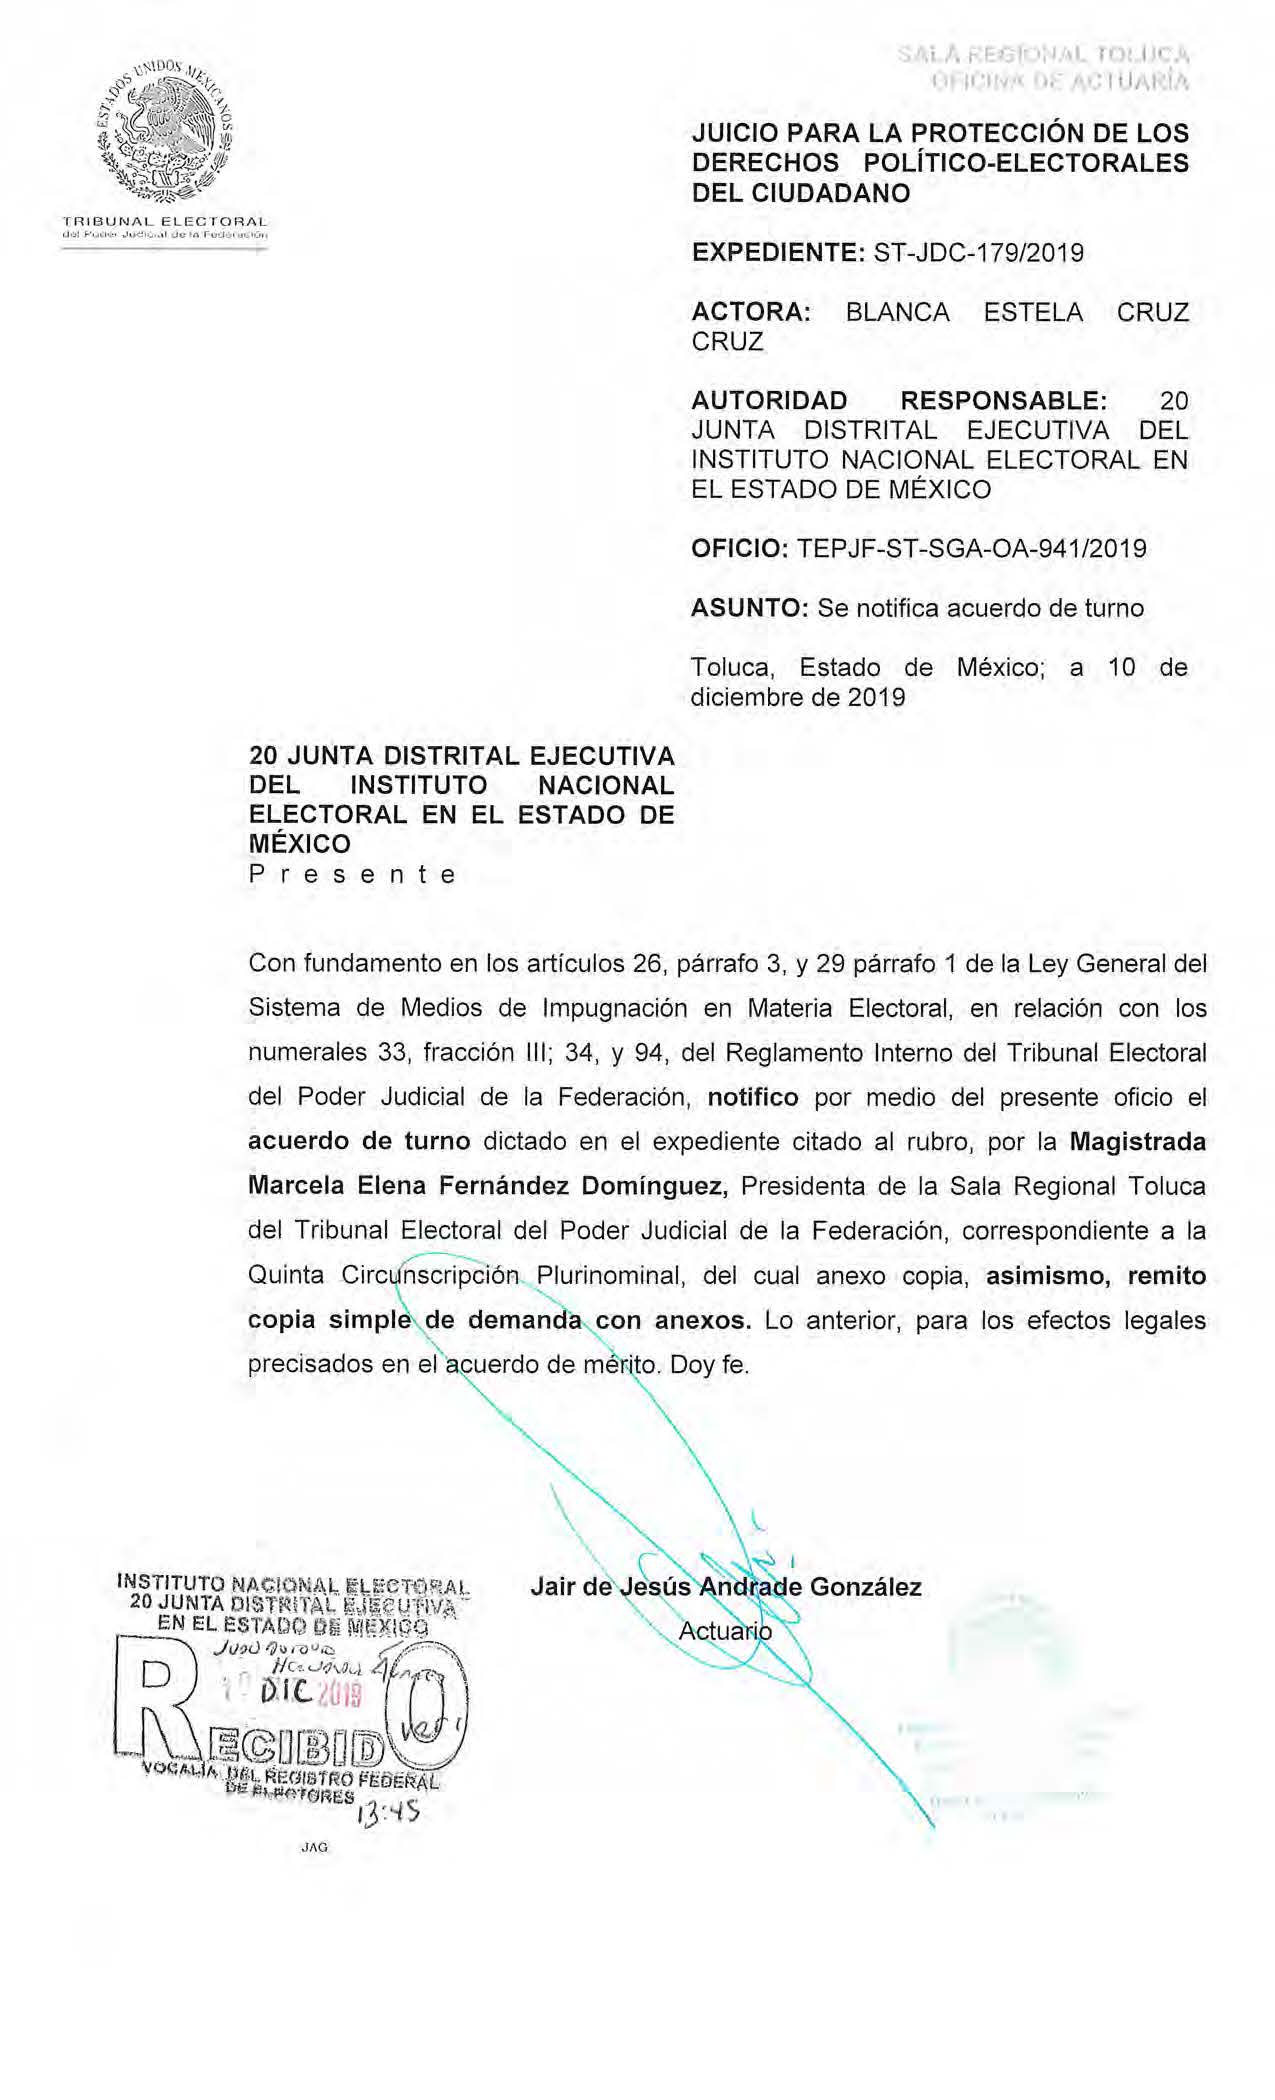 SALA REGIONAL TOLUCA
OFICINA DE ACTUARÍA
ESTADOS UNIDOS MEXICANOS
TRIBUNAL ELECTORAL
del Poder Judicial de la Federación
JUICIO PARA LA PROTECCIÓN DE LOS
DERECHOS POLÍTICO-ELECTORALES
DEL CIUDADANO
EXPEDIENTE: ST-JDC-179/2019
ACTORA: BLANCA ESTELA CRUZ
CRUZ
AUTORIDAD RESPONSABLE: 20
JUNTA DISTRITAL EJECUTIVA DEL
INSTITUTO NACIONAL ELECTORAL EN
EL ESTADO DE MÉXICO
OFICIO: TEPJF-ST-SGA-OA-941/2019
ASUNTO: Se notifica acuerdo de turno
Toluca, Estado de México; a 10 de
diciembre de 2019
20 JUNTA DISTRITAL EJECUTIVA
DEL INSTITUTO NACIONAL
ELECTORAL EN EL ESTADO DE
MÉXICO
P r e s e n t e
Con fundamento en los artículos 26, párrafo 3, y 29 párrafo 1 de la Ley General del
Sistema de Medios de Impugnación en Materia Electoral, en relación con los
numerales 33, fracción III; 34, y 94, del Reglamento Interno del Tribunal Electoral
del Poder Judicial de la Federación, notifico por medio del presente oficio el
acuerdo de turno dictado en el expediente citado al rubro, por la Magistrada
Marcela Elena Fernández Domínguez, Presidenta de la Sala Regional Toluca
del Tribunal Electoral del Poder Judicial de la Federación, correspondiente a la
Quinta Circunscripción Plurinominal, del cual anexo copia, asimismo, remito
copia simple de demanda con anexos. Lo anterior, para los efectos legales
precisados en el acuerdo de mérito. Doy fe.
Jair de Jesús Andrade González
Actuario
INSTITUTO NACIONAL ELECTORAL
20 JUNTA DISTRITAL EJECUTIVA
EN EL ESTADO DE MÉXICO
DIC 2019
RECIBIDO
VOCALÍA DEL REGISTRO FEDERAL
DE ELECTORES
13:45
JAG